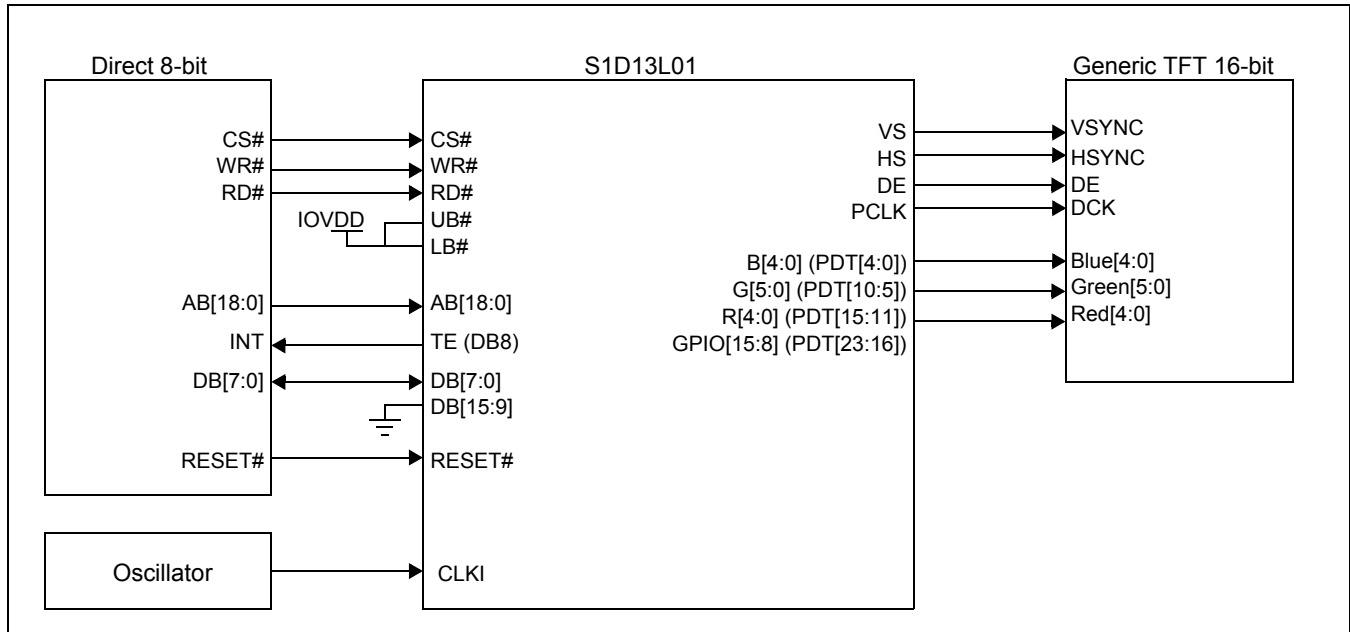 Direct 8-bit
CS#
WR#
RD#
AB[18:0]
INT
DB[7:0]
RESET#
Oscillator
S1D13L01
CS#
WR#
RD#
IOVDD
UB#
LB#
AB[18:0]
TE (DB8)
DB[7:0]
DB[15:9]
RESET#
CLKI
VS
HS
DE
PCLK
B[4:0] (PDT[4:0])
G[5:0] (PDT[10:5])
R[4:0] (PDT[15:11])
GPIO[15:8] (PDT[23:16])
Generic TFT 16-bit
VSYNC
HSYNC
DE
DCK
Blue[4:0]
Green[5:0]
Red[4:0]